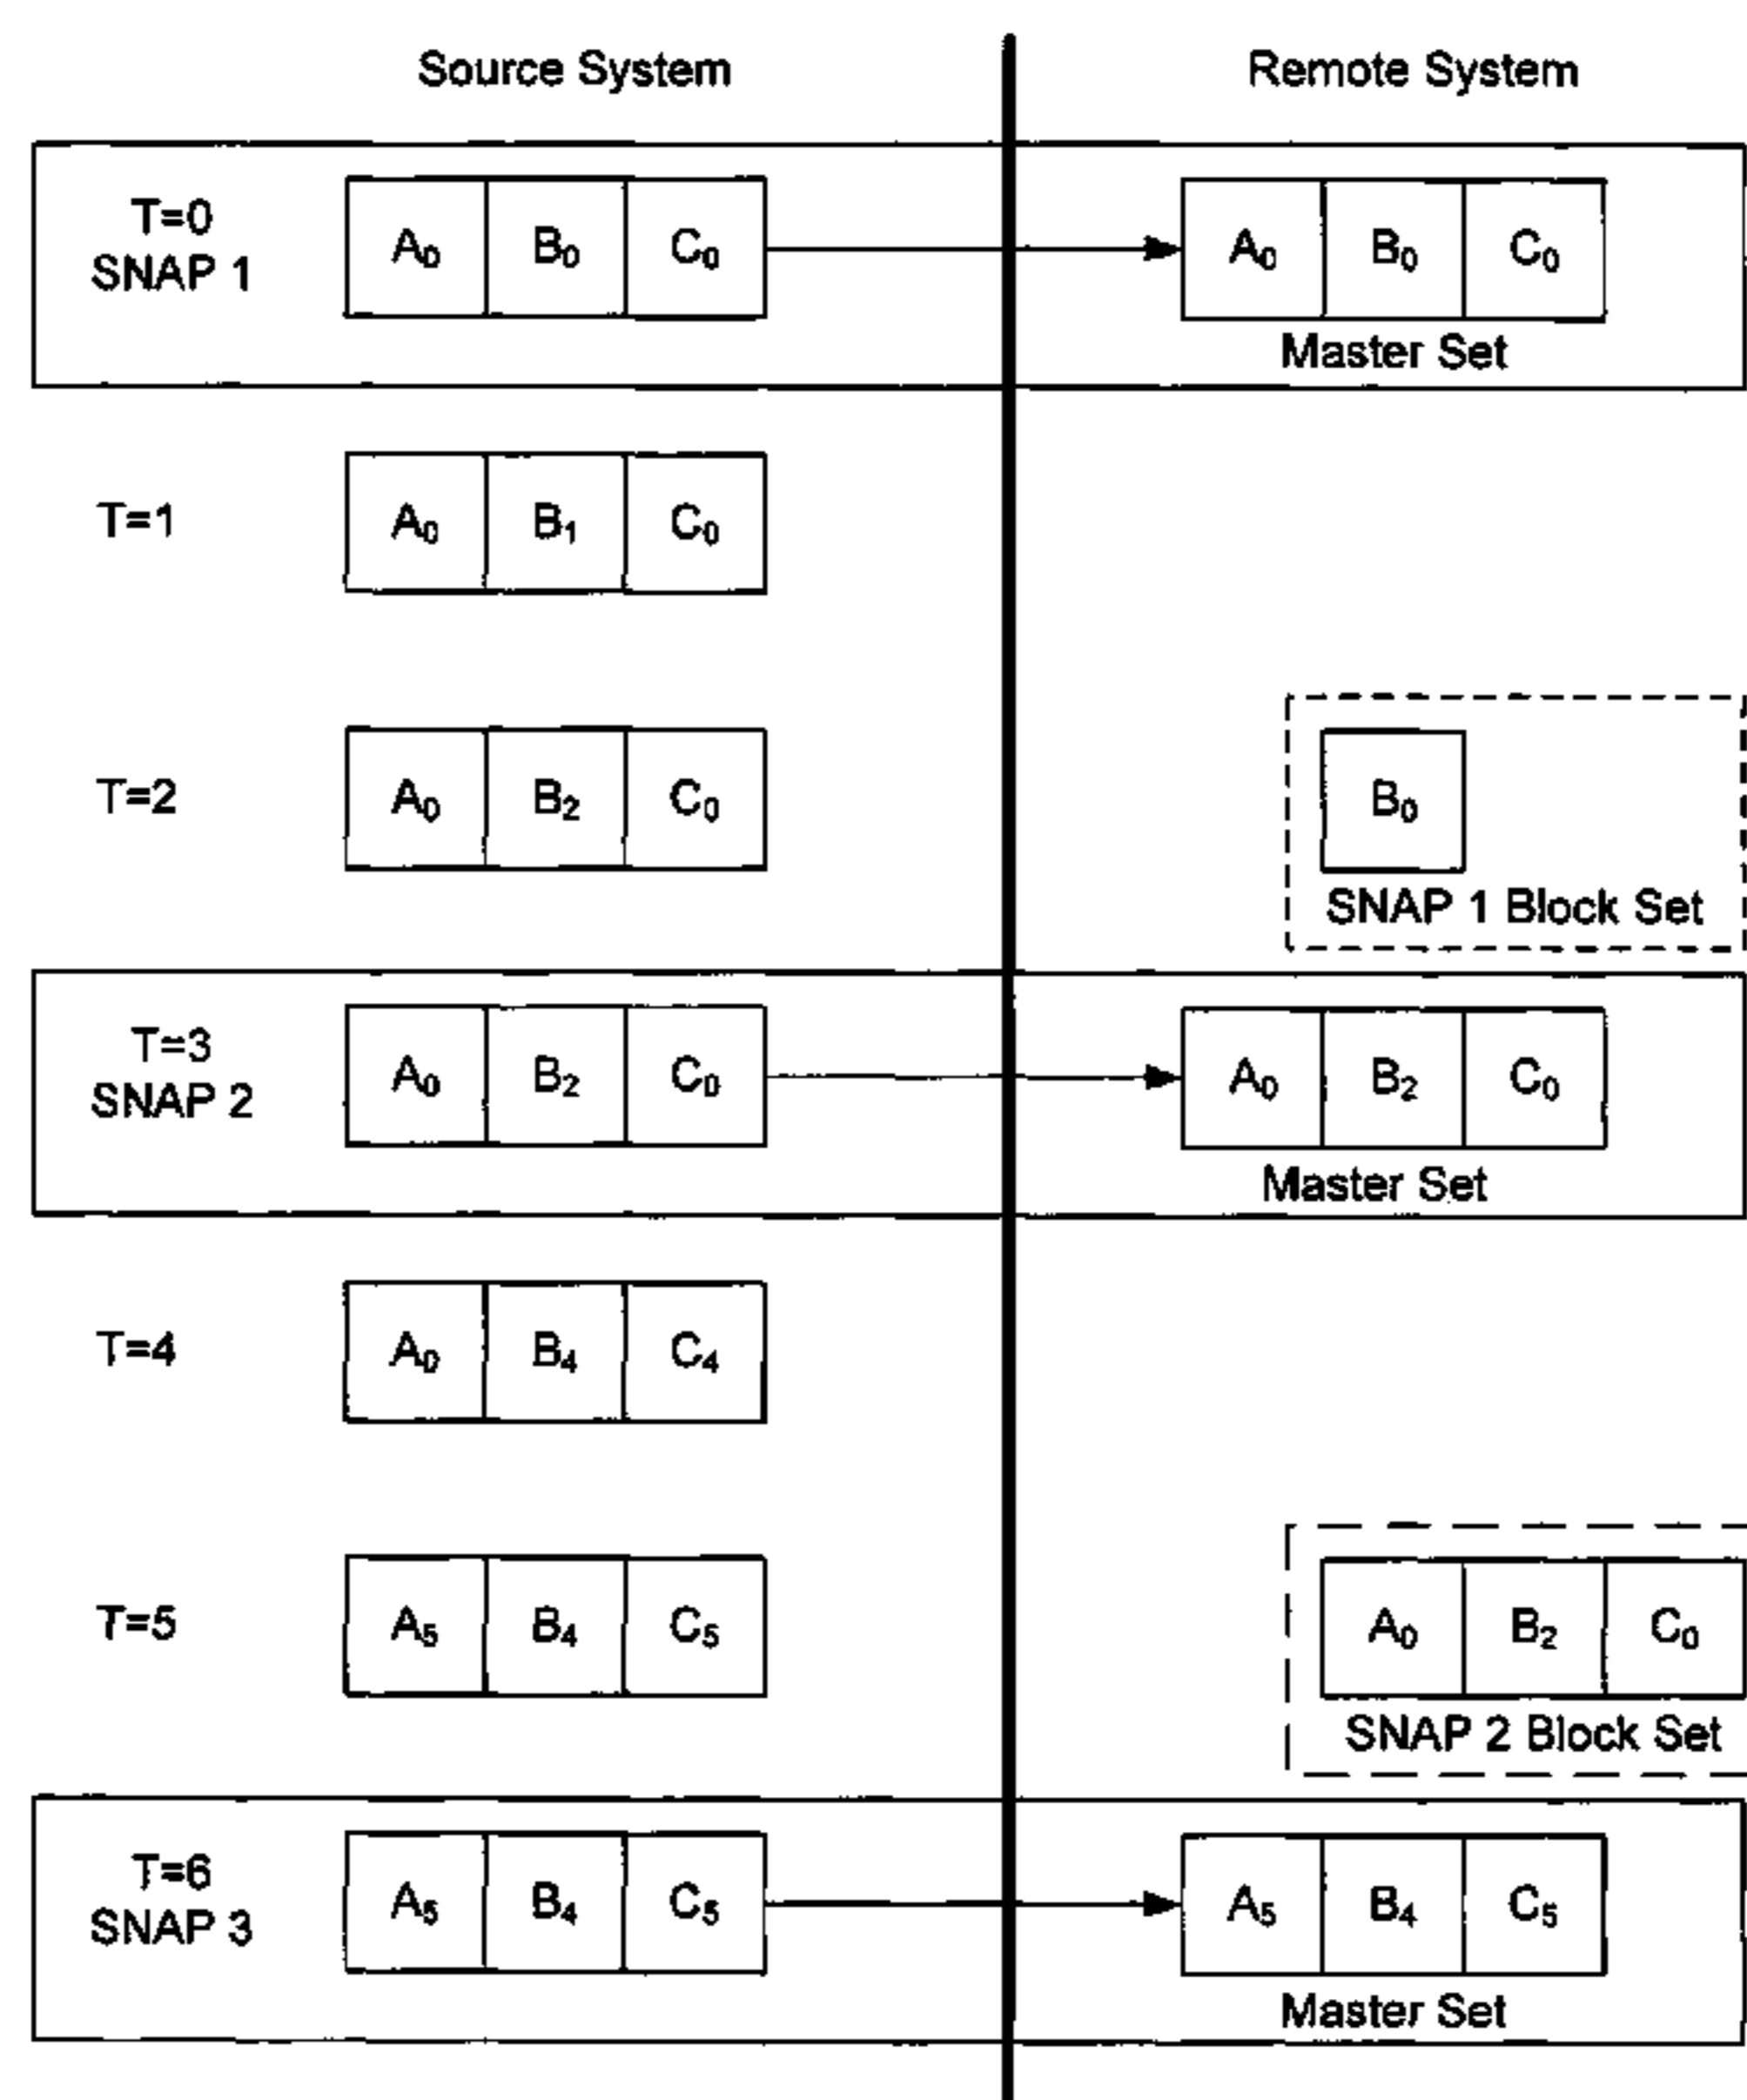 Source System Remote System
T=0
SNAP 1
A₀ B₀ C₀ A₀ B₀ C₀
Master Set
T=1 A₀ B₁ C₀
T=2 A₀ B₂ C₀ B₀
SNAP 1 Block Set
T=3
SNAP 2
A₀ B₂ C₀ A₀ B₂ C₀
Master Set
T=4 A₀ B₄ C₄
T=5 A₅ B₄ C₅ A₀ B₂ C₀
SNAP 2 Block Set
T=6
SNAP 3
A₅ B₄ C₅ A₅ B₄ C₅
Master Set